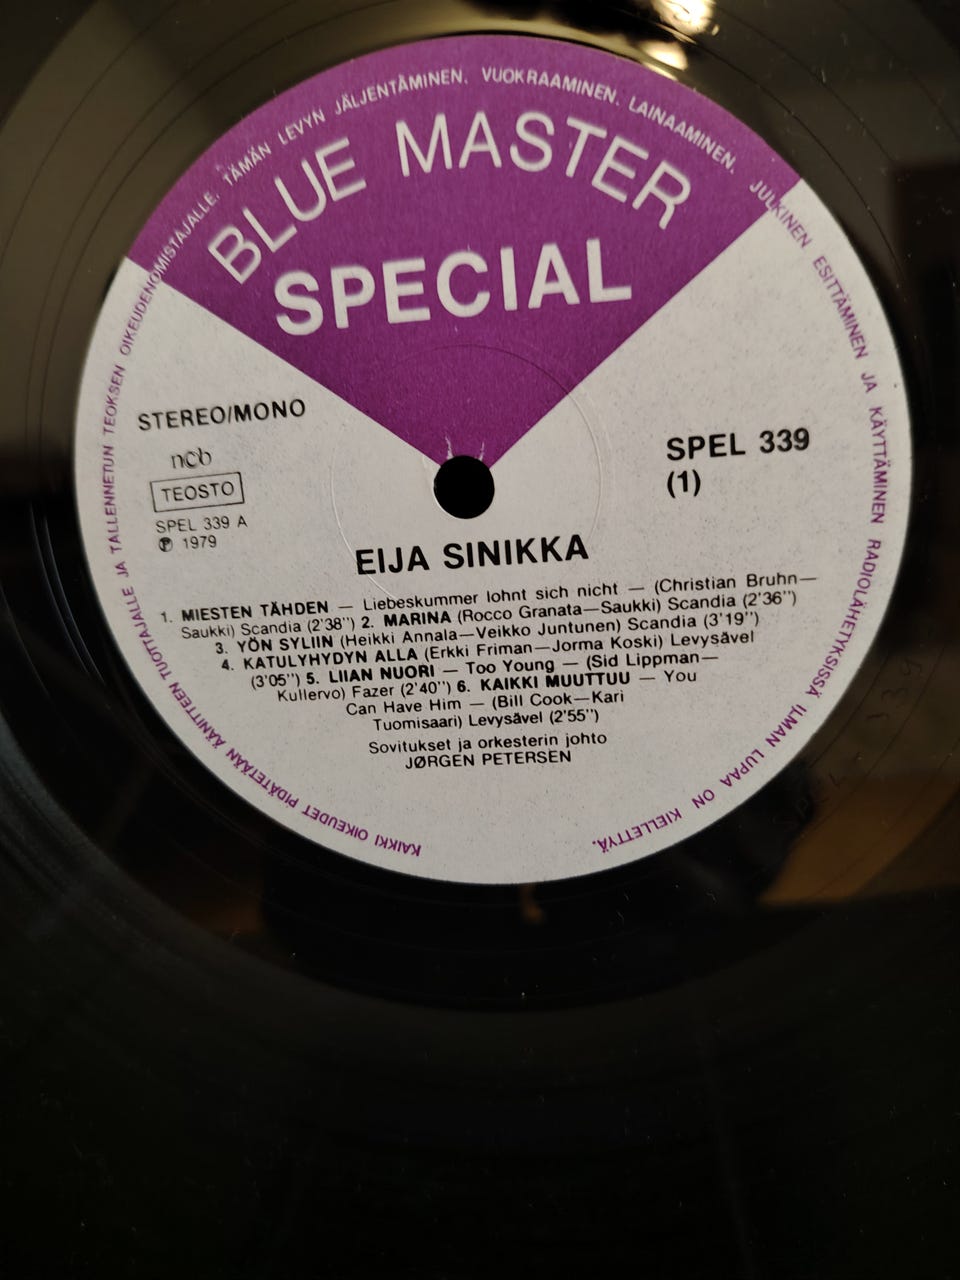 KAIKKI OIKEUDET PIDÄTETÄÄN ÄÄNITTEEN TUOTTAJALLE JA TALLENNETUN TEOKSEN OIKEUDENOMISTAJALLE. TÄMÄN LEVYN JÄLJENTÄMINEN. VUOKRAAMINEN. LAINAAMINEN. JULKINEN ESITTÄMINEN JA KÄYTTÄMINEN RADIOLÄHETYKSISSÄ ILMAN LUPAA ON KIELLETTYÄ.
BLUE MASTER
SPECIAL
STEREO/MONO
ncb
TEOSTO
SPEL 339 A
℗ 1979
SPEL 339
(1)
EIJA SINIKKA
1. MIESTEN TÄHDEN — Liebeskummer lohnt sich nicht — (Christian Bruhn—
Saukki) Scandia (2'38") 2. MARINA (Rocco Granata—Saukki) Scandia (2'36")
3. YÖN SYLIIN (Heikki Annala—Veikko Juntunen) Scandia (3'19")
4. KATULYHYDYN ALLA (Erkki Friman—Jorma Koski) Levysävel
(3'05") 5. LIIAN NUORI — Too Young — (Sid Lippman—
Kullervo) Fazer (2'40") 6. KAIKKI MUUTTUU — You
Can Have Him — (Bill Cook—Kari
Tuomisaari) Levysävel (2'55")
Sovitukset ja orkesterin johto
JØRGEN PETERSEN